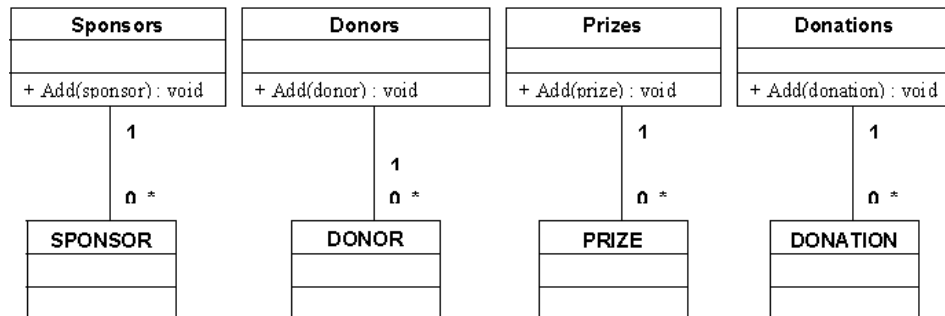 Sponsors Donors Prizes Donations
+ Add(sponsor) : void + Add(donor) : void + Add(prize) : void + Add(donation) : void
1 1 1
1
0 * 0 * 0 * 0 *
SPONSOR DONOR PRIZE DONATION